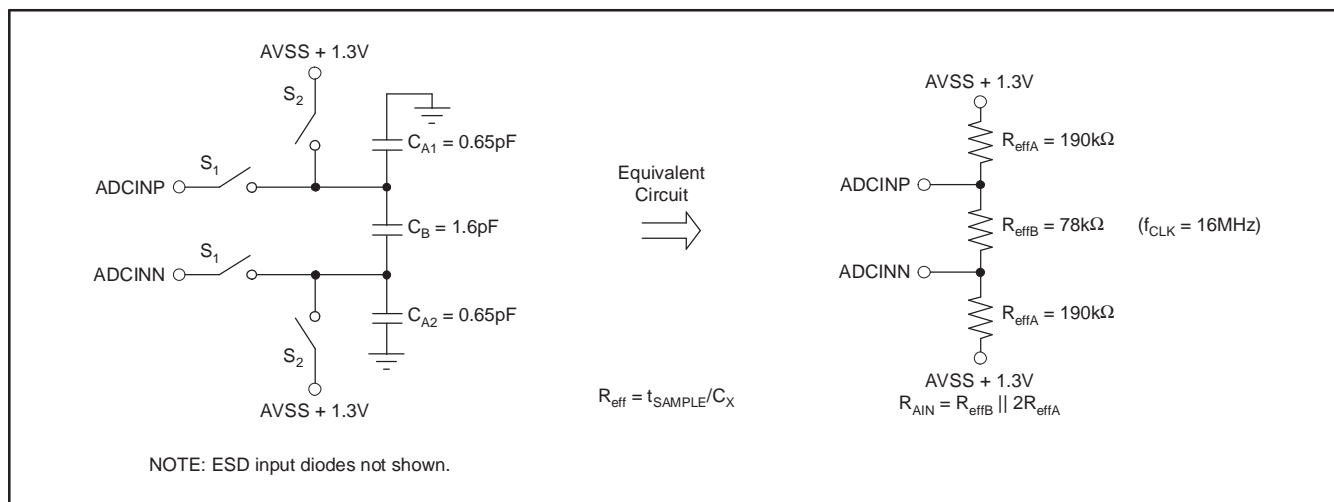 AVSS + 1.3V
S2
CA1 = 0.65pF
S1
ADCINP
CB = 1.6pF
S1
ADCINN
CA2 = 0.65pF
S2
AVSS + 1.3V
NOTE: ESD input diodes not shown.
Equivalent
Circuit
Reff = tSAMPLE/CX
AVSS + 1.3V
ReffA = 190kΩ
ADCINP
ReffB = 78kΩ (fCLK = 16MHz)
ADCINN
ReffA = 190kΩ
AVSS + 1.3V
RAIN = ReffB || 2ReffA